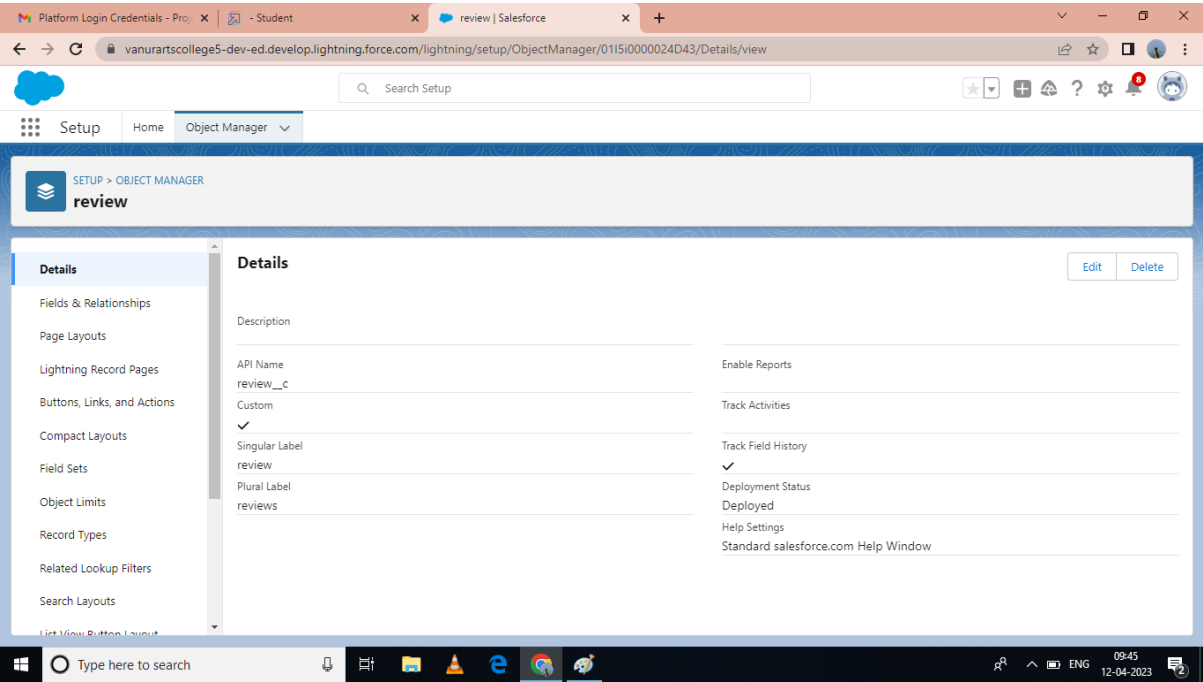 Platform Login Credentials - Proj
- Student
review | Salesforce
vanurartscollege5-dev-ed.develop.lightning.force.com/lightning/setup/ObjectManager/01I5i0000024D43/Details/view
Search Setup
8
Setup
Home
Object Manager
SETUP > OBJECT MANAGER
review
Details
Fields & Relationships
Page Layouts
Lightning Record Pages
Buttons, Links, and Actions
Compact Layouts
Field Sets
Object Limits
Record Types
Related Lookup Filters
Search Layouts
List View Button Layout
Details
Edit Delete
Description
API Name
review__c
Custom
Singular Label
review
Plural Label
reviews
Enable Reports
Track Activities
Track Field History
Deployment Status
Deployed
Help Settings
Standard salesforce.com Help Window
Type here to search
ENG
09:45
12-04-2023
2